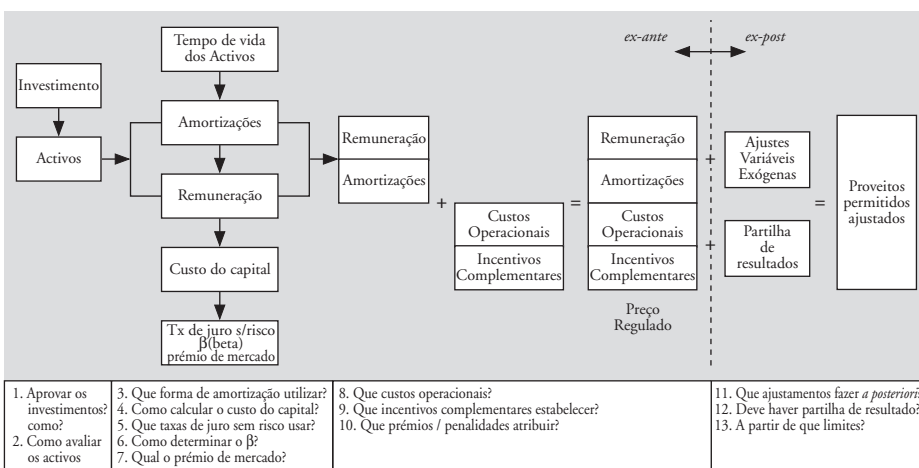 Tempo de vida
dos Activos
ex-ante
ex-post
Investimento
Activos
Amortizações
Remuneração
Custo do capital
Tx de juro s/risco
β(beta)
prémio de mercado
Remuneração
Amortizações
+
Custos
Operacionais
Incentivos
Complementares
=
Remuneração
Amortizações
Custos
Operacionais
Incentivos
Complementares
Preço
Regulado
+
Ajustes
Variáveis
Exógenas
+
Partilha
de
resultados
=
Proveitos
permitidos
ajustados
1. Aprovar os
investimentos?
como?
2. Como avaliar
os activos
3. Que forma de amortização utilizar?
4. Como calcular o custo do capital?
5. Que taxas de juro sem risco usar?
6. Como determinar o β?
7. Qual o prémio de mercado?
8. Que custos operacionais?
9. Que incentivos complementares estabelecer?
10. Que prémios / penalidades atribuir?
11. Que ajustamentos fazer a posteriori?
12. Deve haver partilha de resultado?
13. A partir de que limites?